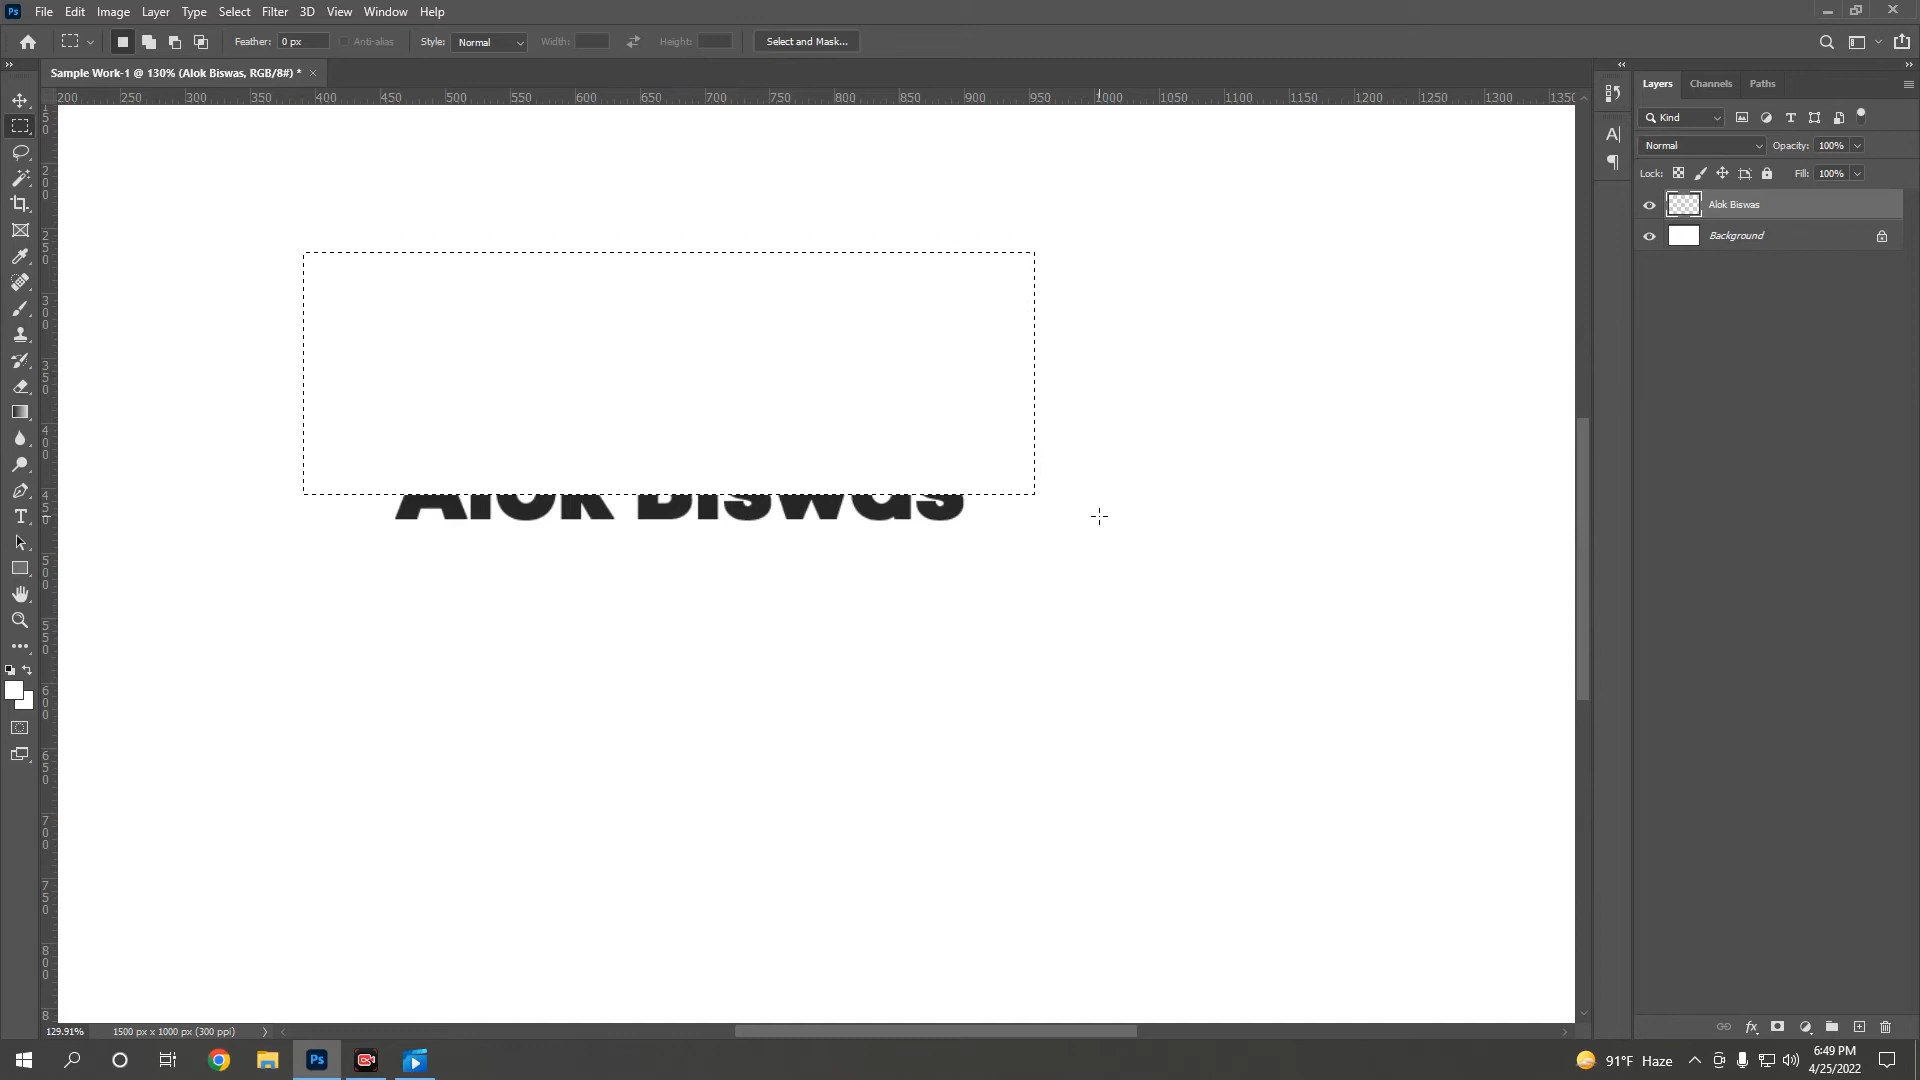 Ps File Edit Image Layer Type Select Filter 3D View Window Help
Feather: 0 px Anti-alias Style: Normal Width: Height: Select and Mask...
Sample Work-1 @ 130% (Alok Biswas, RGB/8#) * ×
200 250 300 350 400 450 500 550 600 650 700 750 800 850 900 950 1000 1050 1100 1150 1200 1250 1300 1350
150
200
250
300
350
400
450
500
550
600
650
700
750
800
8
Alok Biswas
Layers Channels Paths
Kind
Normal Opacity: 100%
Lock: Fill: 100%
Alok Biswas
Background
129.91% 1500 px x 1000 px (300 ppi)
Ps 91°F Haze
6:49 PM
4/25/2022